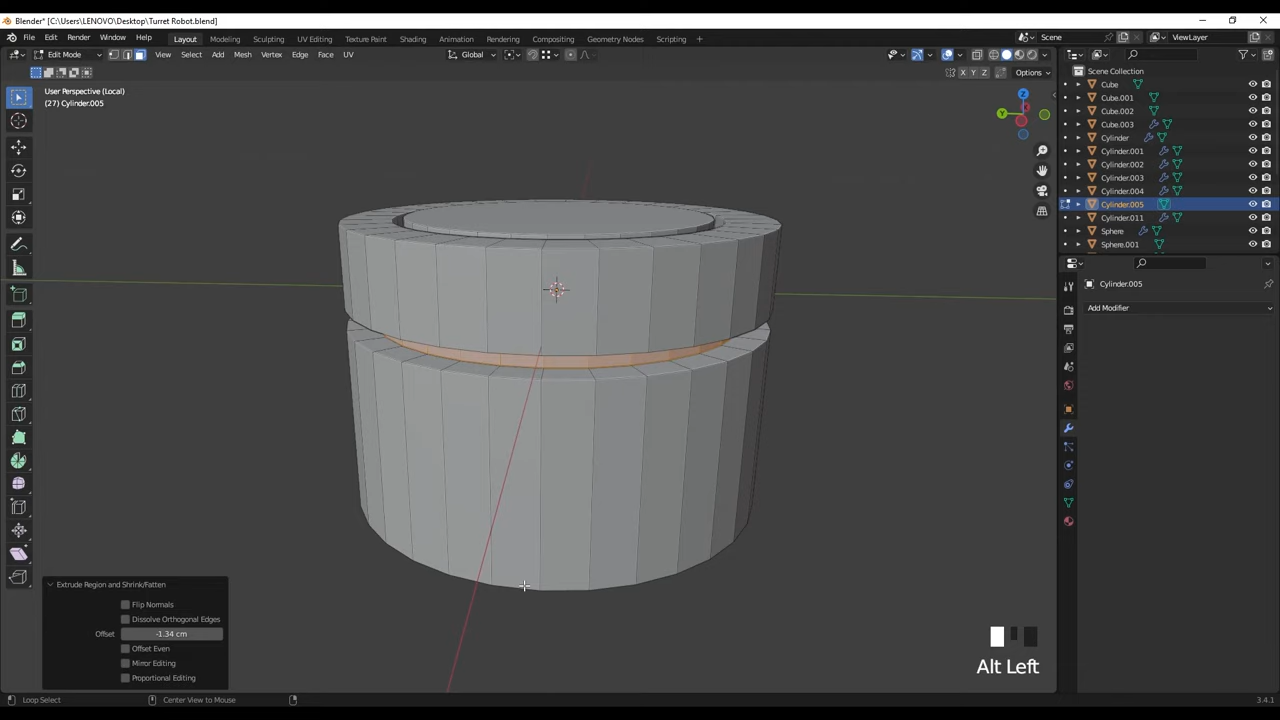 Blender* [C:\Users\LENOVO\Desktop\Turret Robot.blend]
File Edit Render Window Help Layout Modeling Sculpting UV Editing Texture Paint Shading Animation Rendering Compositing Geometry Nodes Scripting + Scene ViewLayer
Edit Mode View Select Add Mesh Vertex Edge Face UV Global
X Y Z Options
User Perspective (Local)
(27) Cylinder.005
Z
Y
Scene Collection
Cube
Cube.001
Cube.002
Cube.003
Cylinder
Cylinder.001
Cylinder.002
Cylinder.003
Cylinder.004
Cylinder.005
Cylinder.011
Sphere
Sphere.001
Cylinder.005
Add Modifier
Extrude Region and Shrink/Fatten
Flip Normals
Dissolve Orthogonal Edges
Offset -1.34 cm
Offset Even
Mirror Editing
Proportional Editing
Alt Left
Loop Select Center View to Mouse 3.4.1